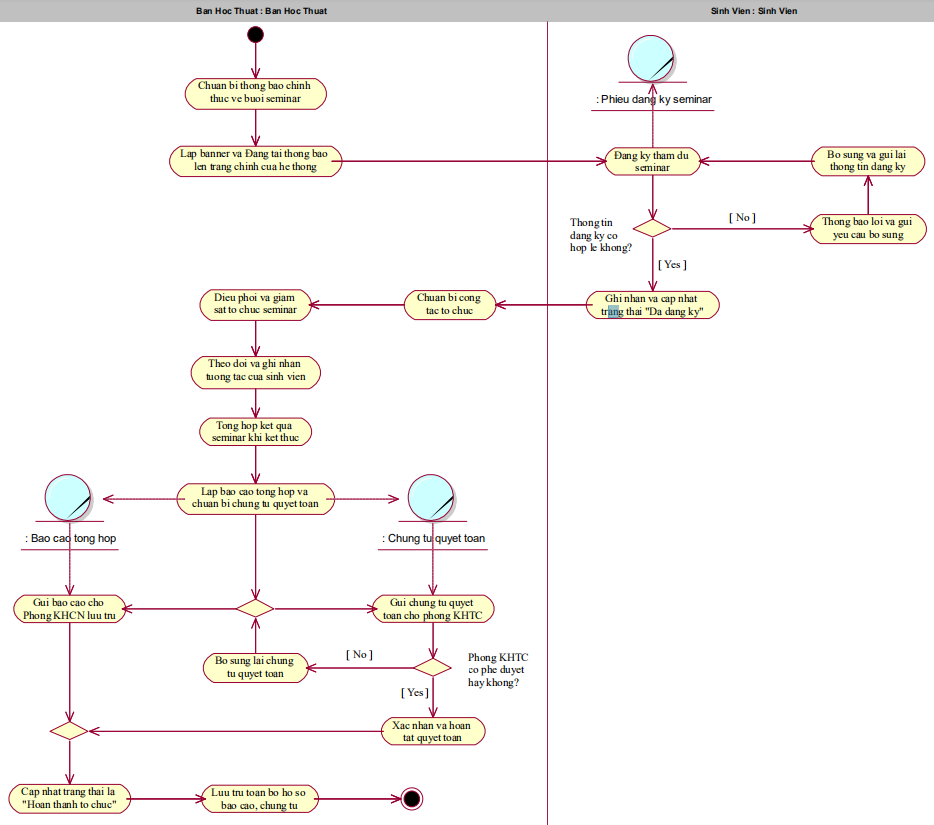 Ban Hoc Thuat : Ban Hoc Thuat
Sinh Vien : Sinh Vien
Chuan bi thong bao chinh
thuc ve buoi seminar
: Phieu dang ky seminar
Lap banner va Đang tai thong bao
len trang chinh cua he thong
Đang ky tham du
seminar
Bo sung va gui lai
thong tin dang ky
Thong tin
dang ky co
hop le khong?
[ No ]
Thong bao loi va gui
yeu cau bo sung
[ Yes ]
Dieu phoi va giam
sat to chuc seminar
Chuan bi cong
tac to chuc
Ghi nhan va cap nhat
trang thai "Da dang ky"
Theo doi va ghi nhan
tuong tac cua sinh vien
Tong hop ket qua
seminar khi ket thuc
Lap bao cao tong hop va
chuan bi chung tu quyet toan
: Bao cao tong hop
: Chung tu quyet toan
Gui bao cao cho
Phong KHCN luu tru
Gui chung tu quyet
toan cho phong KHTC
Bo sung lai chung
tu quyet toan
[ No ]
Phong KHTC
co phe duyet
hay khong?
[ Yes ]
Xac nhan va hoan
tat quyet toan
Cap nhat trang thai la
"Hoan thanh to chuc"
Luu tru toan bo ho so
bao cao, chung tu